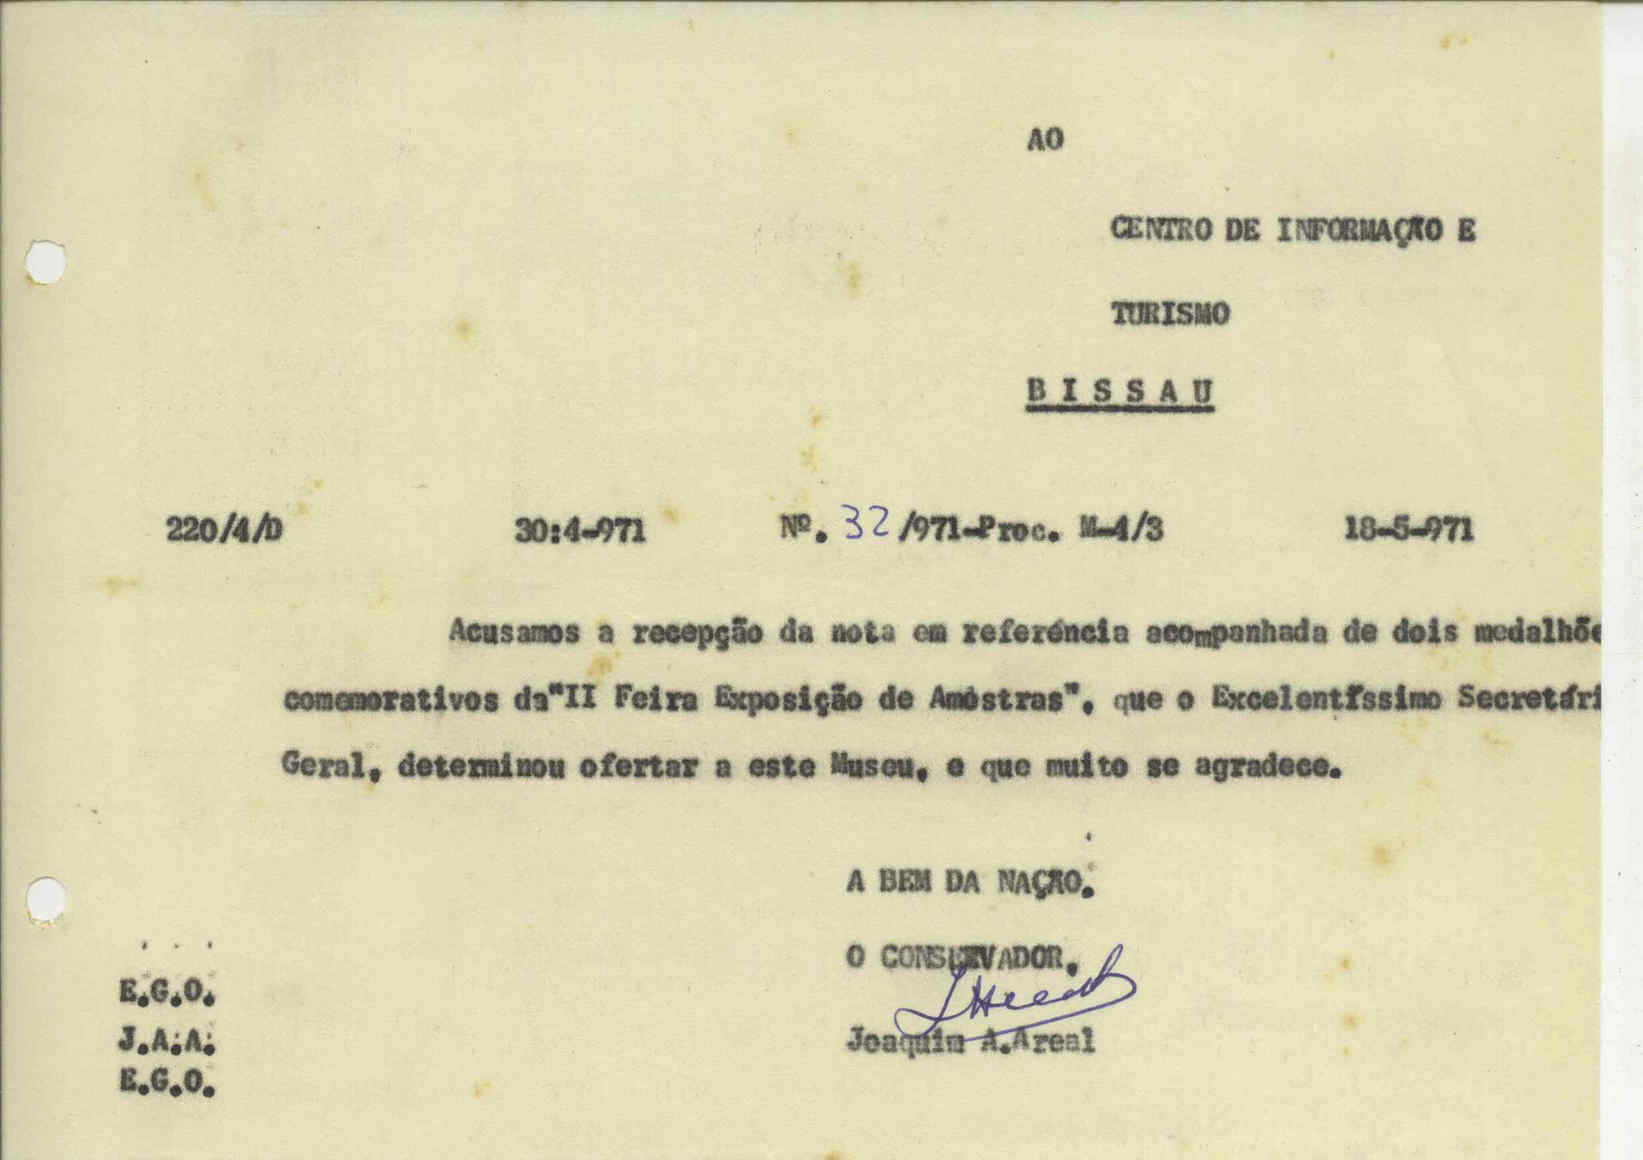 AO
CENTRO DE INFORMAÇÃO E
TURISMO
BISSAU
220/4/D 30:4-971 Nº. 32/971-Proc. M-4/3 18-5-971
Acusamos a recepção da nota em referência acompanhada de dois medalhõe
comemorativos da"II Feira Exposição de Amóstras", que o Excelentíssimo Secretári
Geral, determinou ofertar a este Museu, e que muito se agradece.
A BEM DA NAÇÃO.
O CONSERVADOR,
Joaquim A.Areal
E.G.O.
J.A.A.
E.G.O.